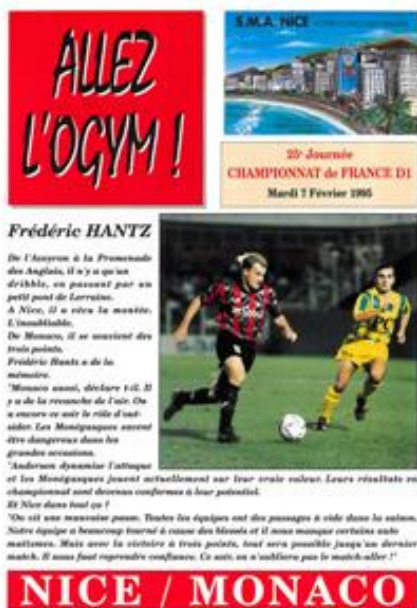 ALLEZ
L'OGYM !
S.M.A. NICE
25e Journée
CHAMPIONNAT de FRANCE D1
Mardi 7 Février 1995
Frédéric HANTZ
De l'Aveyron à la Promenade
des Anglais, il n'y a qu'un
dribble, en passant par un
petit pont de Lorraine.
A Nice, il a vécu la montée.
L'inoubliable.
De Monaco, il se souvient des
trois points.
Frédéric Hantz a de la
mémoire.
"Monaco aussi, déclare t-il. Il
y a de la revanche de l'air. On
a encore ce soir le rôle d'out-
sider. Les Monégasques savent
être dangereux dans les
grandes occasions.
"Anderson dynamise l'attaque
et les Monégasques jouent actuellement sur leur vraie valeur. Leurs résultats en
championnat sont devenus conformes à leur potentiel.
Et Nice dans tout ça ?
"On vit une mauvaise passe. Toutes les équipes ont des passages à vide dans la saison.
Notre équipe a beaucoup tourné à cause des blessés et il nous manque certains auto
matismes. Mais avec la victoire à trois points, tout sera possible jusqu'au dernier
match. Il nous faut reprendre confiance. Ce soir, on n'oubliera pas le match-aller !"
NICE / MONACO